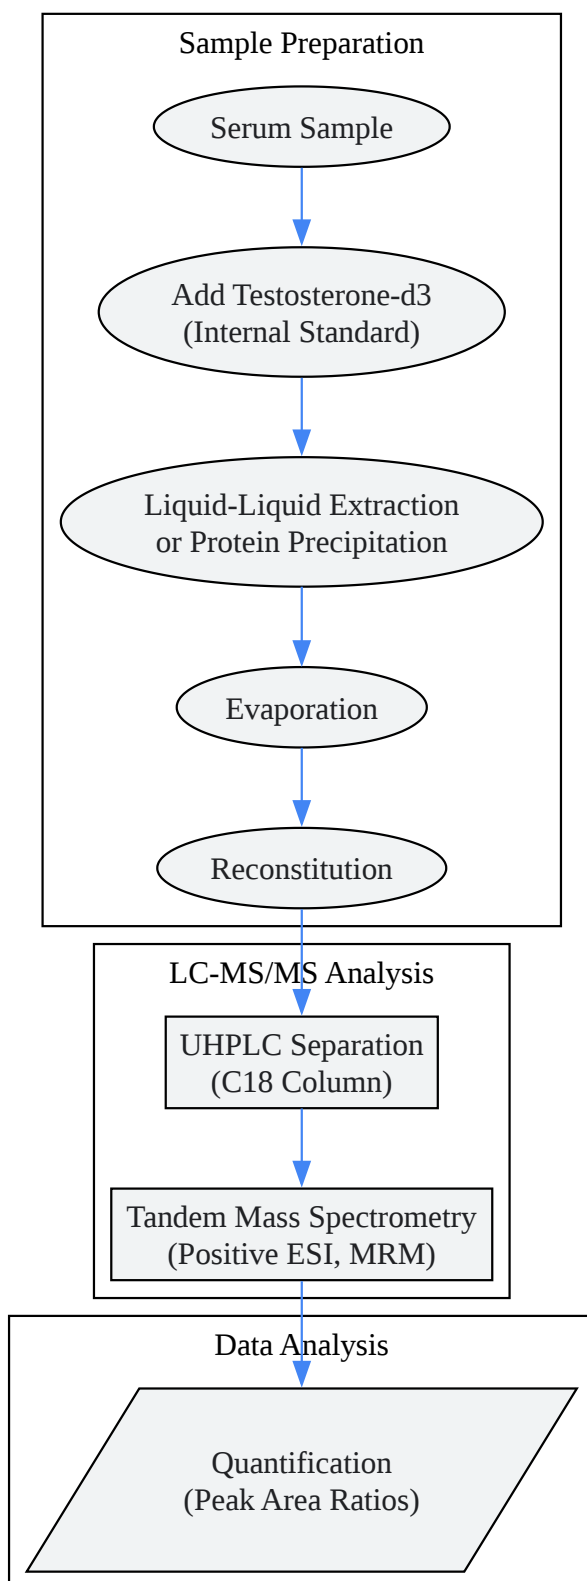 Sample Preparation
Serum Sample
Add Testosterone-d3
(Internal Standard)
Liquid-Liquid Extraction
or Protein Precipitation
Evaporation
Reconstitution
LC-MS/MS Analysis
UHPLC Separation
(C18 Column)
Tandem Mass Spectrometry
(Positive ESI, MRM)
Data Analysis
Quantification
(Peak Area Ratios)